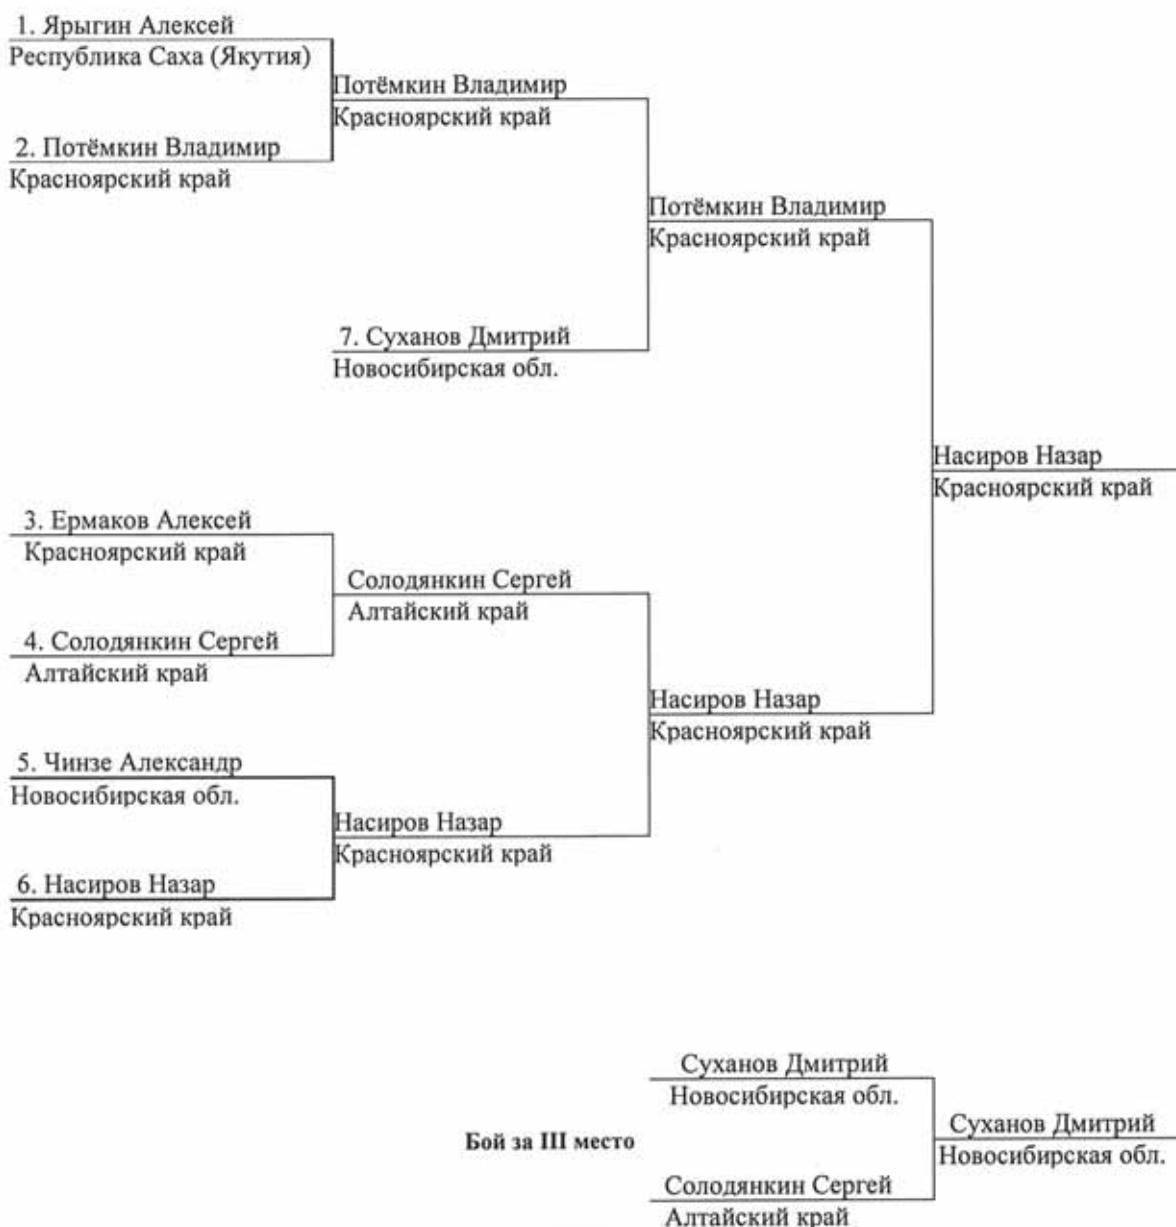 1. Ярыгин Алексей
Республика Саха (Якутия)
Потёмкин Владимир
Красноярский край
2. Потёмкин Владимир
Красноярский край
Потёмкин Владимир
Красноярский край
7. Суханов Дмитрий
Новосибирская обл.
Насиров Назар
Красноярский край
3. Ермаков Алексей
Красноярский край
Солодянкин Сергей
Алтайский край
4. Солодянкин Сергей
Алтайский край
Насиров Назар
Красноярский край
5. Чинзе Александр
Новосибирская обл.
Насиров Назар
Красноярский край
6. Насиров Назар
Красноярский край
Суханов Дмитрий
Новосибирская обл.
Бой за III место
Суханов Дмитрий
Новосибирская обл.
Солодянкин Сергей
Алтайский край